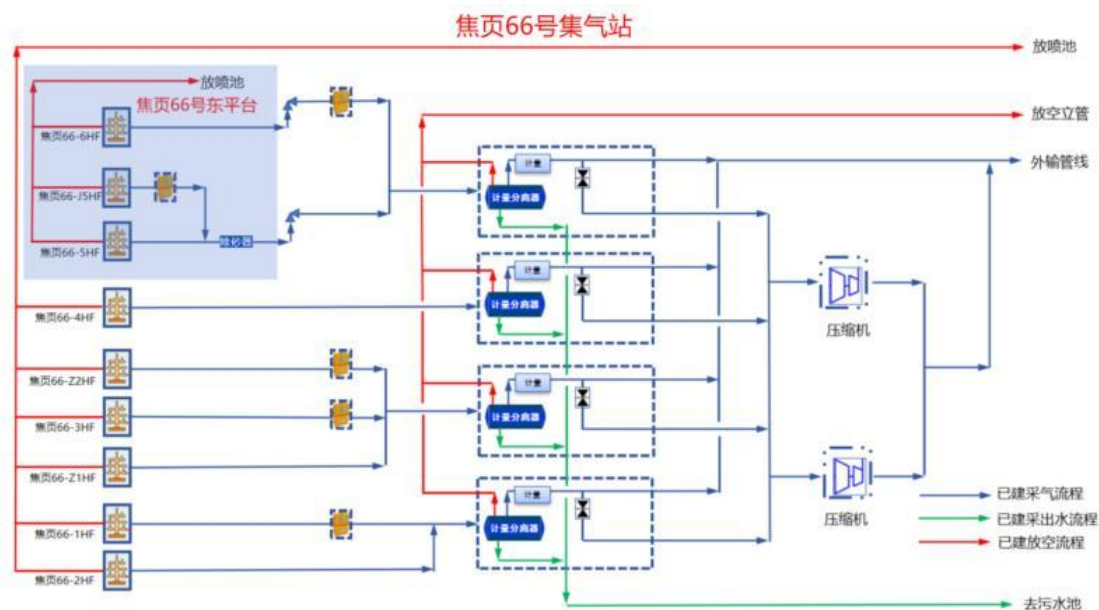 焦页66号集气站
放喷池
放喷池
焦页66号东平台
焦页66-6HF
放空立管
计量
外输管线
焦页66-J5HF
计量分离器
焦页66-5HF
除砂器
计量
计量分离器
焦页66-4HF
压缩机
焦页66-Z2HF
计量
焦页66-3HF
计量分离器
焦页66-Z1HF
计量
已建采气流程
焦页66-1HF
计量分离器
压缩机
已建采出水流程
已建放空流程
焦页66-2HF
去污水池